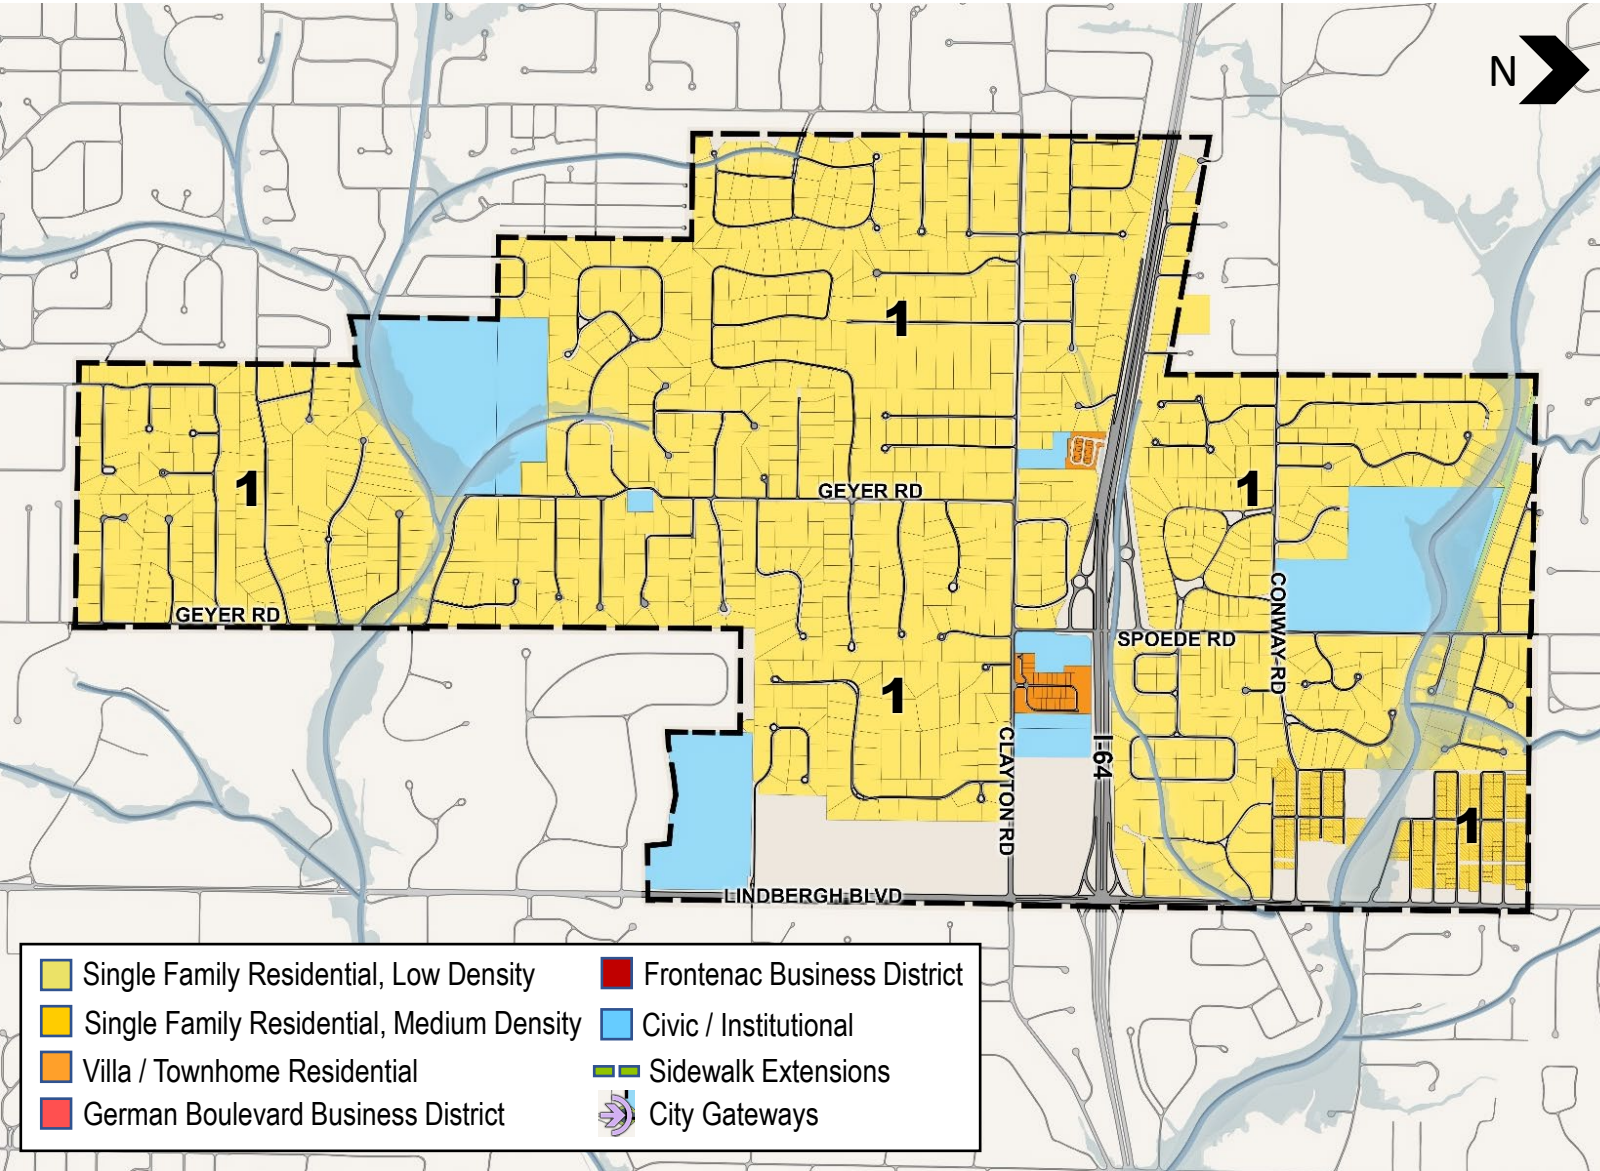 N
1
GEYER RD
1
1
GEYER RD
CONWAY RD
SPOEDE RD
1
CLAYTON RD
I-64
1
LINDBERGH BLVD
Single Family Residential, Low Density
Single Family Residential, Medium Density
Villa / Townhome Residential
German Boulevard Business District
Frontenac Business District
Civic / Institutional
Sidewalk Extensions
City Gateways